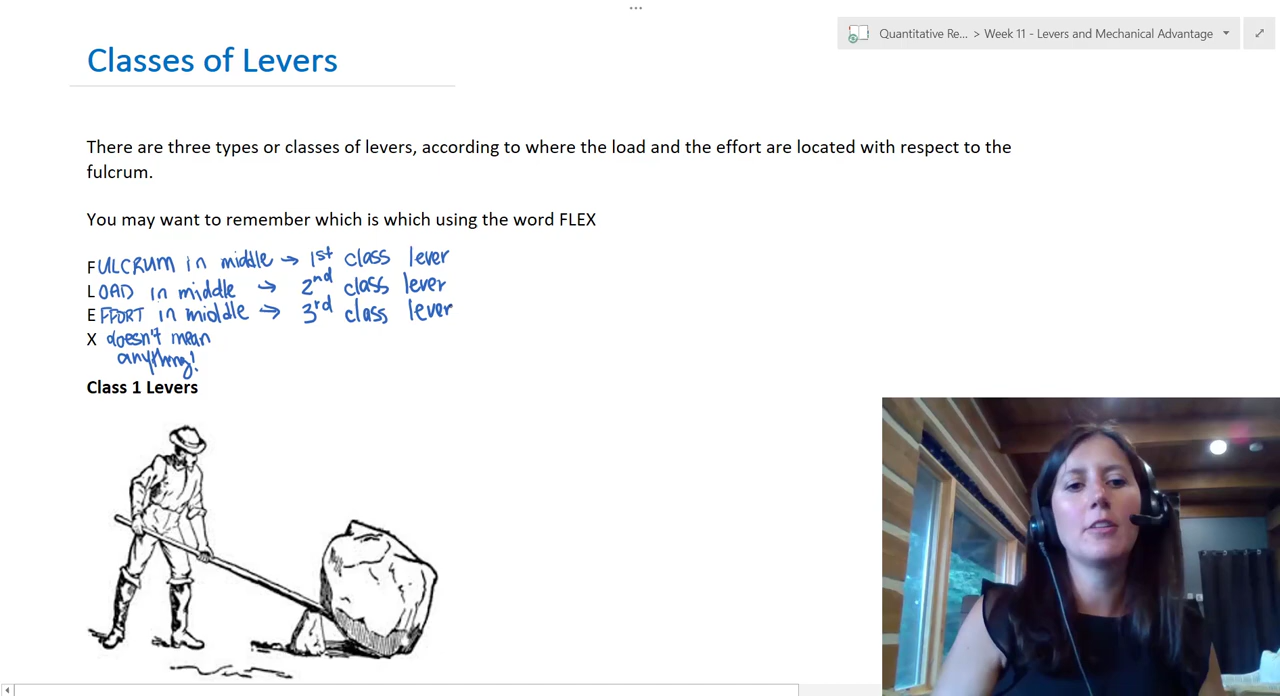 Quantitative Re... > Week 11 - Levers and Mechanical Advantage
Classes of Levers
There are three types or classes of levers, according to where the load and the effort are located with respect to the
fulcrum.
You may want to remember which is which using the word FLEX
FULCRUM in middle → 1st class lever
LOAD in middle → 2nd class lever
EFFORT in middle → 3rd class lever
X doesn't mean
anything!
Class 1 Levers